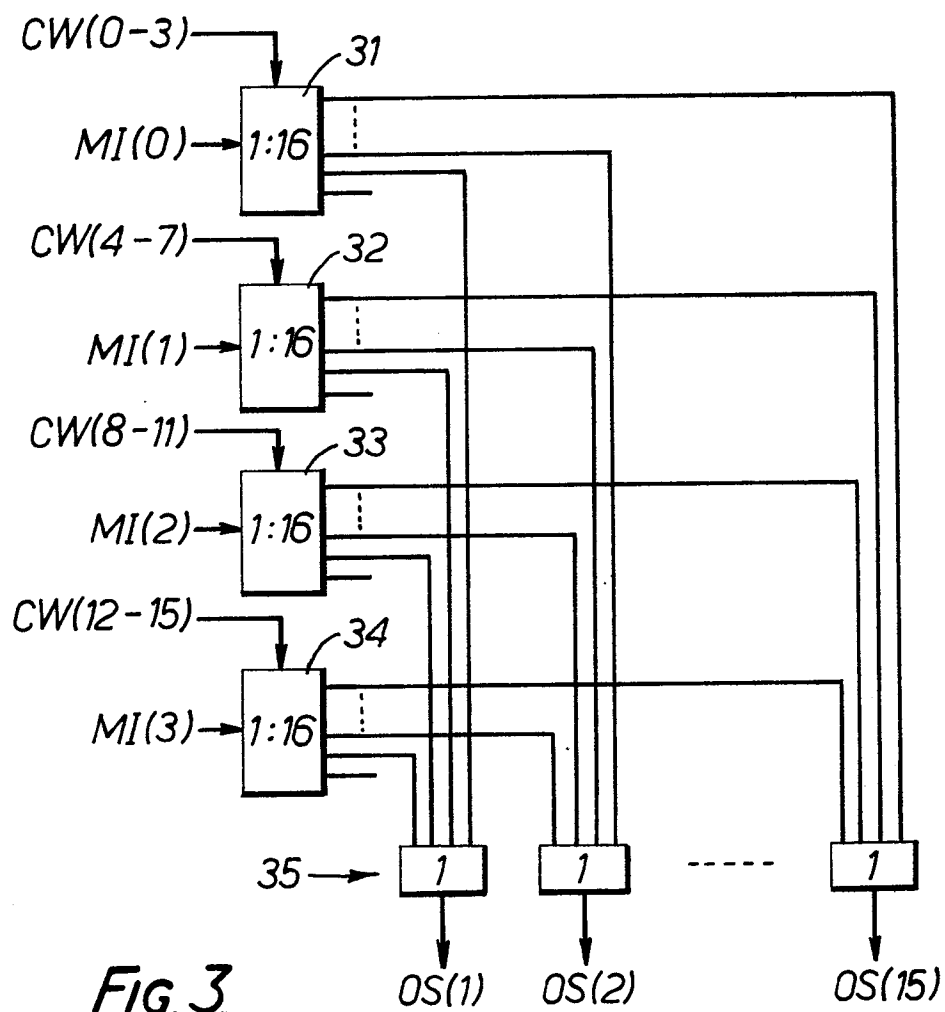 CW(0-3)
31
MI(0)
1:16
CW(4-7)
32
MI(1)
1:16
CW(8-11)
33
MI(2)
1:16
CW(12-15)
34
MI(3)
1:16
35
1
1
1
OS(1)
OS(2)
OS(15)
FIG. 3